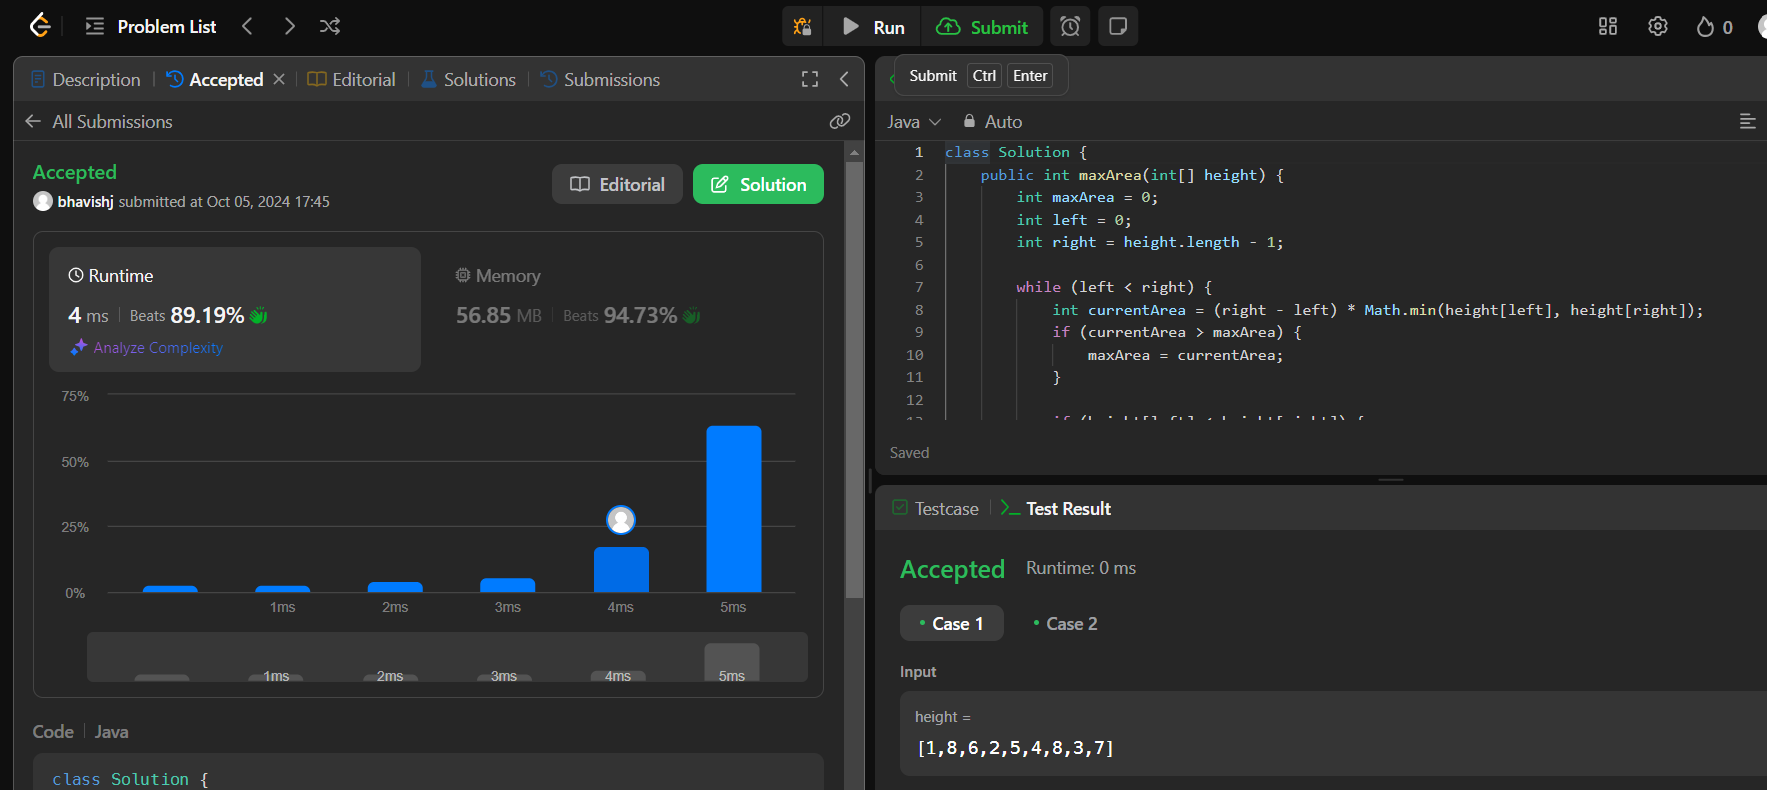 Problem List
Run
Submit
0
Description
Accepted
Editorial
Solutions
Submissions
All Submissions
Accepted
bhavishj submitted at Oct 05, 2024 17:45
Editorial
Solution
Runtime
4 ms
Beats 89.19%
Analyze Complexity
Memory
56.85 MB
Beats 94.73%
75%
50%
25%
0%
1ms
2ms
3ms
4ms
5ms
1ms
2ms
3ms
4ms
5ms
Code
Java
class Solution {
Submit Ctrl Enter
Java
Auto
1 class Solution {
2 public int maxArea(int[] height) {
3 int maxArea = 0;
4 int left = 0;
5 int right = height.length - 1;
6
7 while (left < right) {
8 int currentArea = (right - left) * Math.min(height[left], height[right]);
9 if (currentArea > maxArea) {
10 maxArea = currentArea;
11 }
12
Saved
Testcase
Test Result
Accepted
Runtime: 0 ms
Case 1
Case 2
Input
height =
[1,8,6,2,5,4,8,3,7]